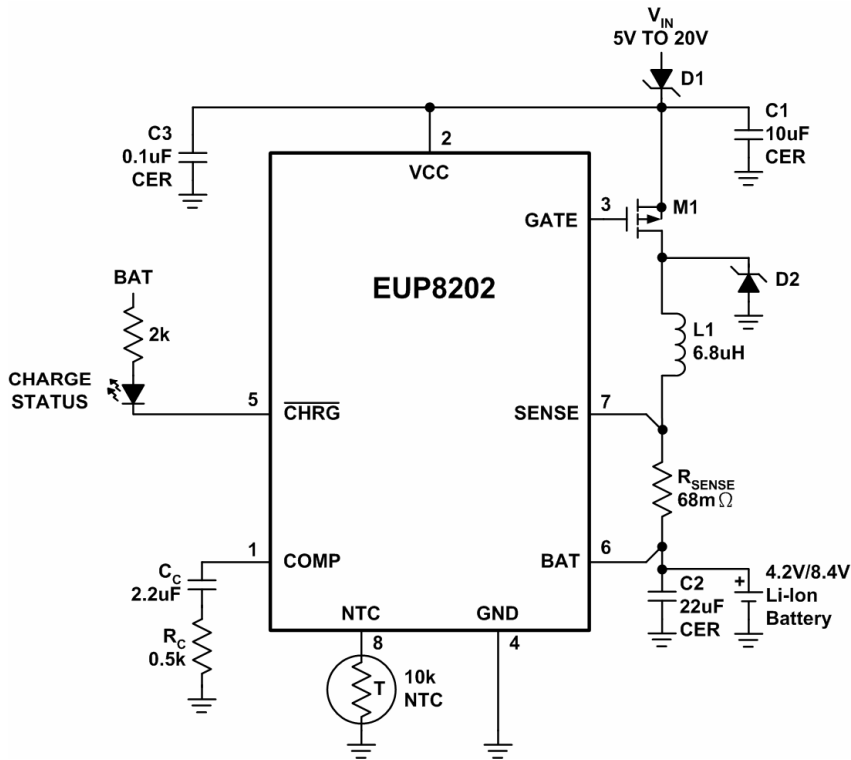 V_IN
5V TO 20V
D1
C3
0.1uF
CER
2
VCC
C1
10uF
CER
3
GATE
M1
EUP8202
D2
BAT
2k
L1
6.8uH
CHARGE
STATUS
5
CHRG
SENSE
7
R_SENSE
68mΩ
1
COMP
BAT
6
C_C
2.2uF
R_C
0.5k
C2
22uF
CER
+
4.2V/8.4V
Li-Ion
Battery
NTC
8
GND
4
T
10k
NTC